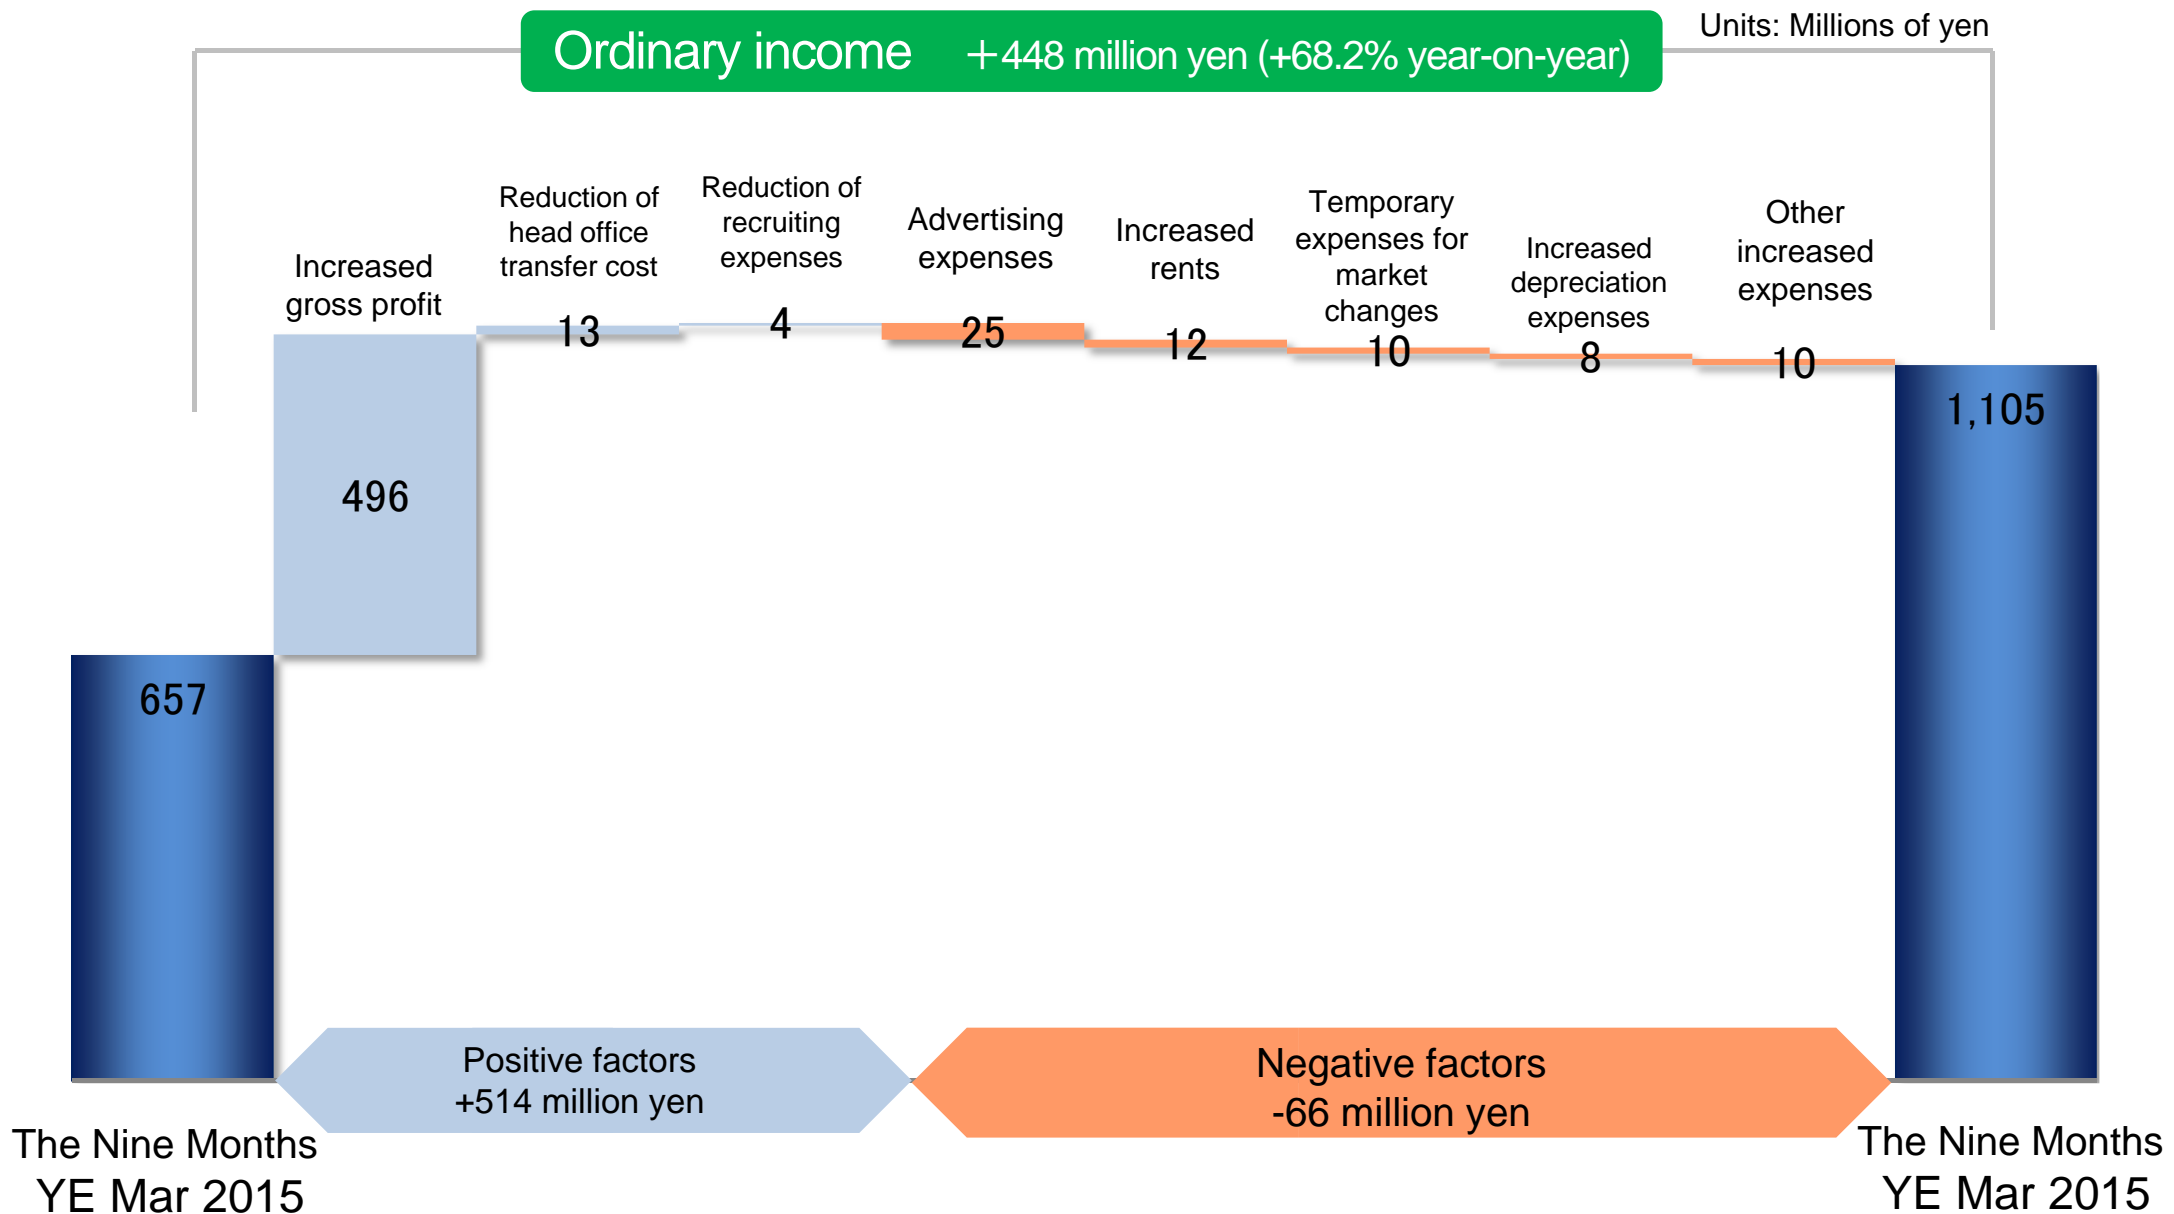 Units: Millions of yen
Ordinary income +448 million yen (+68.2% year-on-year)
Increased
gross profit
Reduction of
head office
transfer cost
Reduction of
recruiting
expenses
Advertising
expenses
Increased
rents
Temporary
expenses for
market
changes
Increased
depreciation
expenses
Other
increased
expenses
13
4
25
12
10
8
10
1,105
496
657
Positive factors
+514 million yen
Negative factors
-66 million yen
The Nine Months
YE Mar 2015
The Nine Months
YE Mar 2015